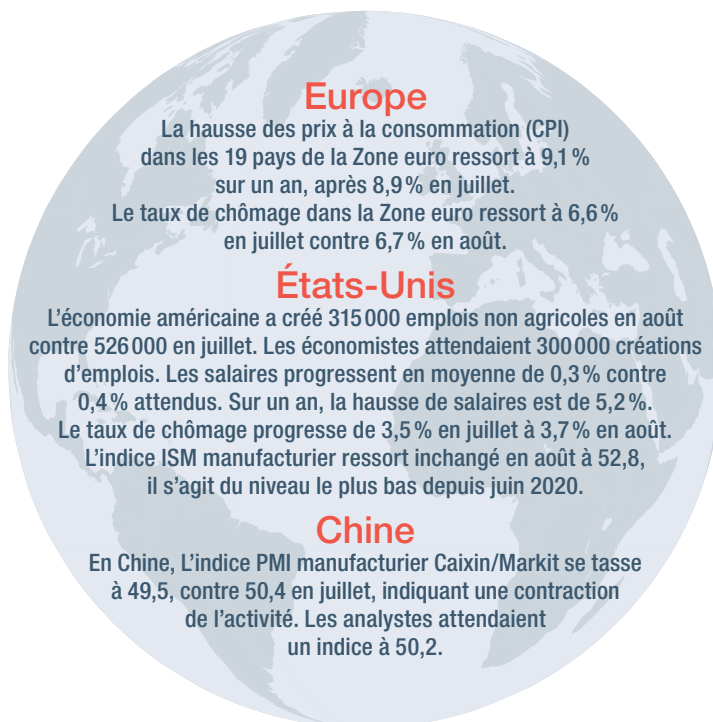 Europe
La hausse des prix à la consommation (CPI)
dans les 19 pays de la Zone euro ressort à 9,1 %
sur un an, après 8,9 % en juillet.
Le taux de chômage dans la Zone euro ressort à 6,6 %
en juillet contre 6,7 % en août.
États-Unis
L’économie américaine a créé 315 000 emplois non agricoles en août
contre 526 000 en juillet. Les économistes attendaient 300 000 créations
d’emplois. Les salaires progressent en moyenne de 0,3 % contre
0,4 % attendus. Sur un an, la hausse de salaires est de 5,2 %.
Le taux de chômage progresse de 3,5 % en juillet à 3,7 % en août.
L’indice ISM manufacturier ressort inchangé en août à 52,8,
il s’agit du niveau le plus bas depuis juin 2020.
Chine
En Chine, L’indice PMI manufacturier Caixin/Markit se tasse
à 49,5, contre 50,4 en juillet, indiquant une contraction
de l’activité. Les analystes attendaient
un indice à 50,2.